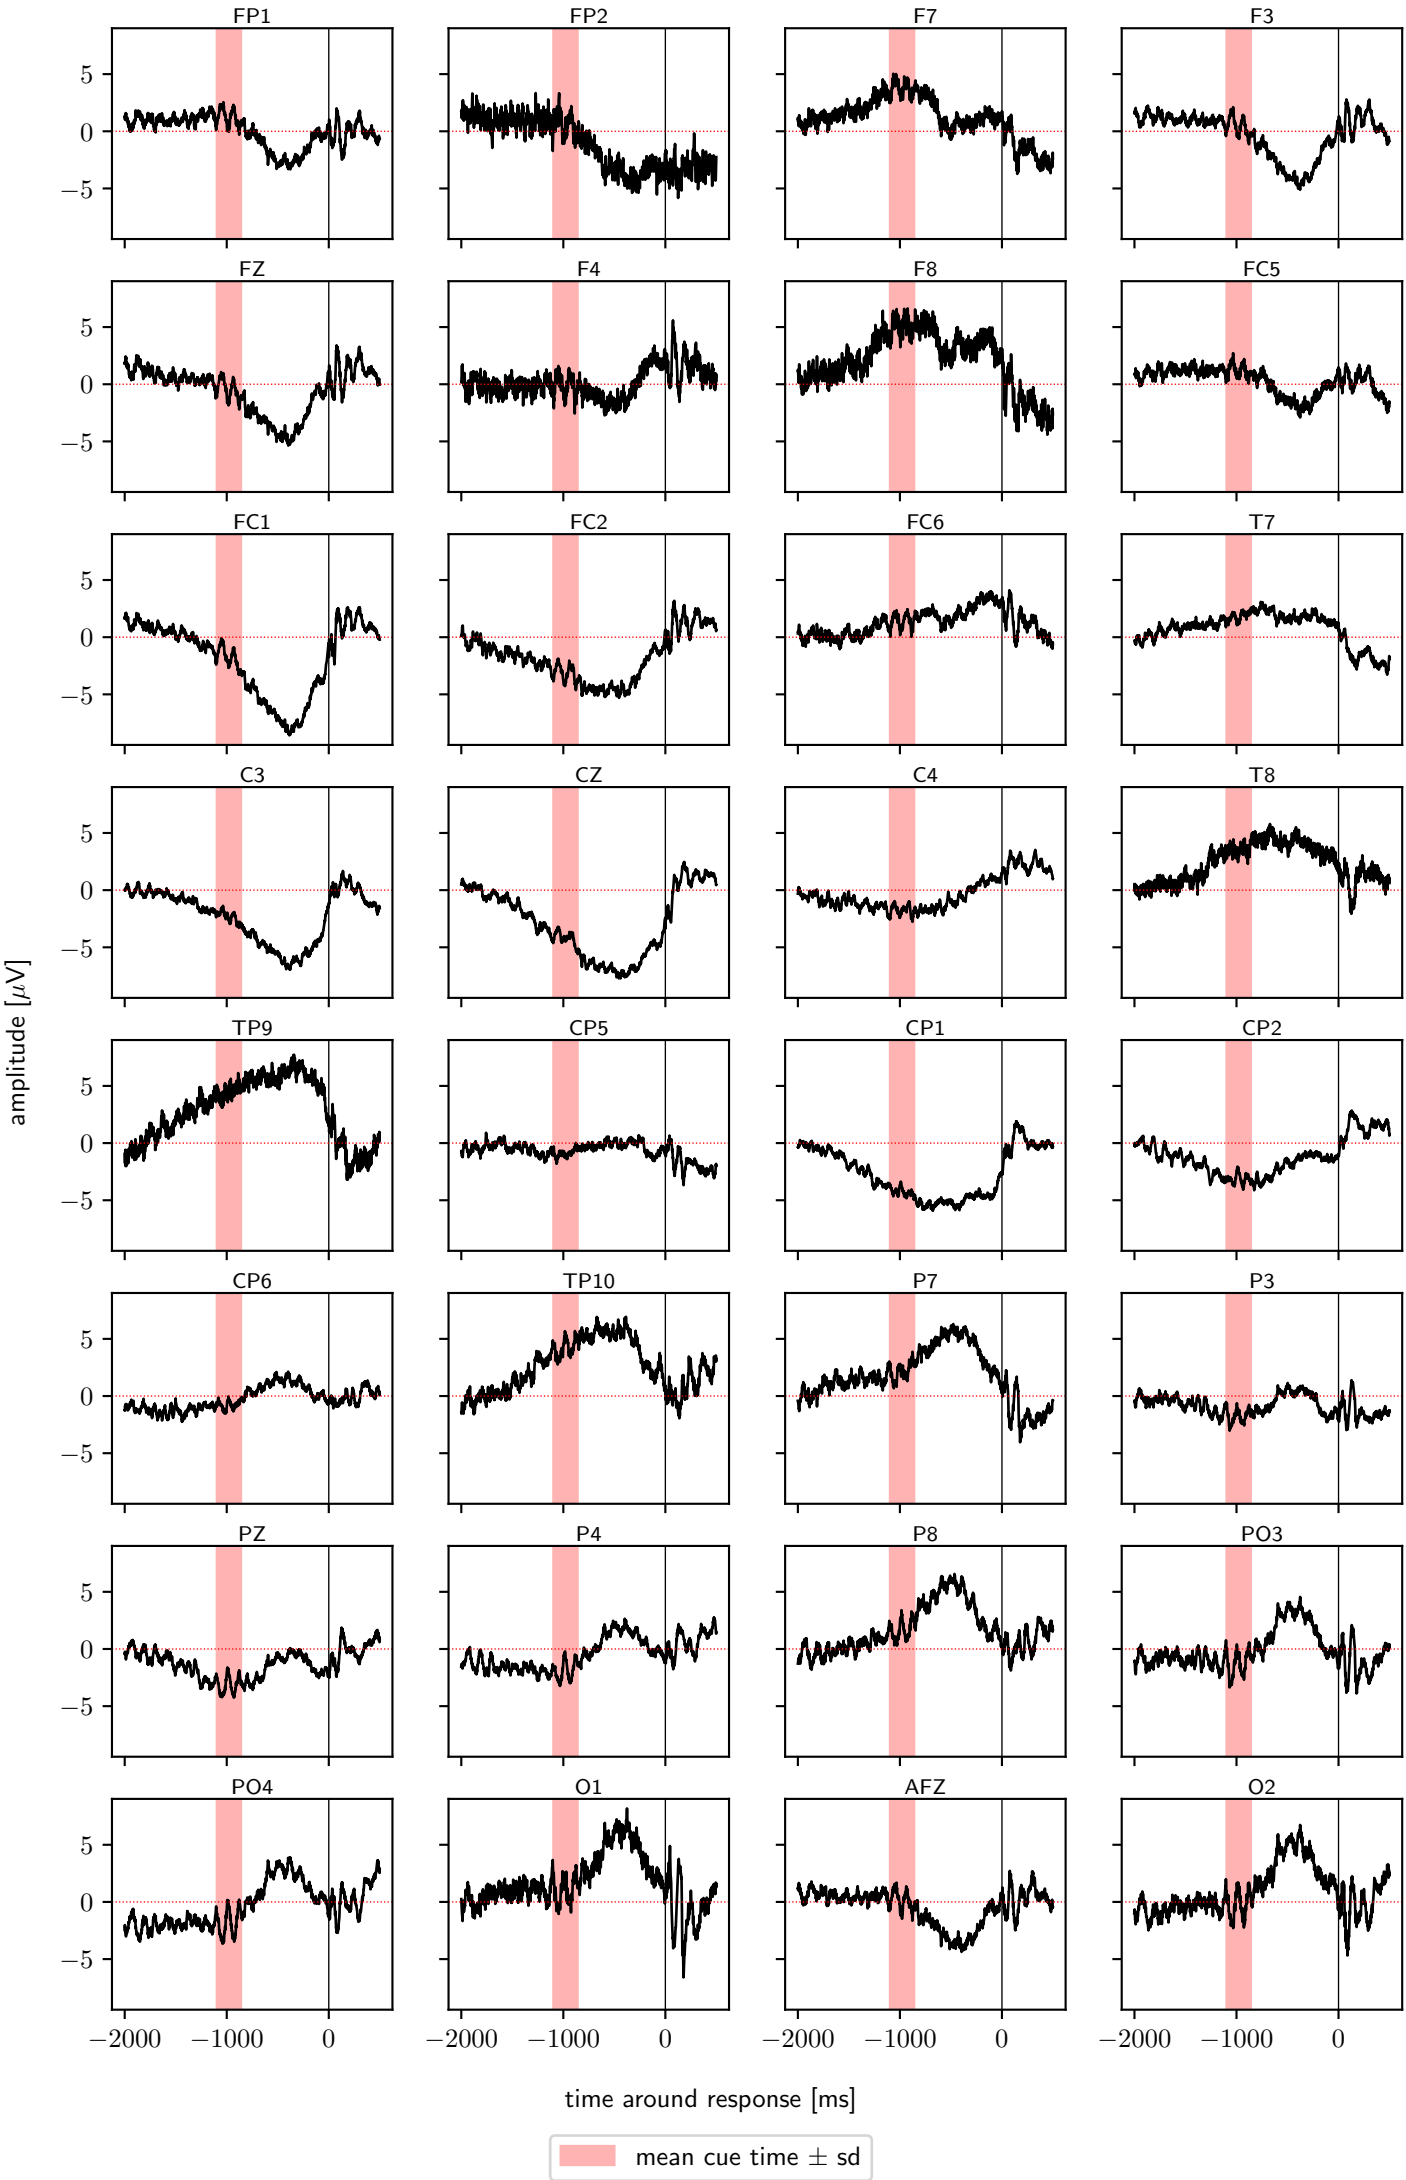 FP1 FP2 F7 F3
5
0
−5
FZ F4 F8 FC5
5
0
−5
FC1 FC2 FC6 T7
5
0
−5
C3 CZ C4 T8
5
0
−5
amplitude [μV]
TP9 CP5 CP1 CP2
5
0
−5
CP6 TP10 P7 P3
5
0
−5
PZ P4 P8 PO3
5
0
−5
PO4 O1 AFZ O2
5
0
−5
−2000 −1000 0 −2000 −1000 0 −2000 −1000 0 −2000 −1000 0
time around response [ms]
mean cue time ± sd